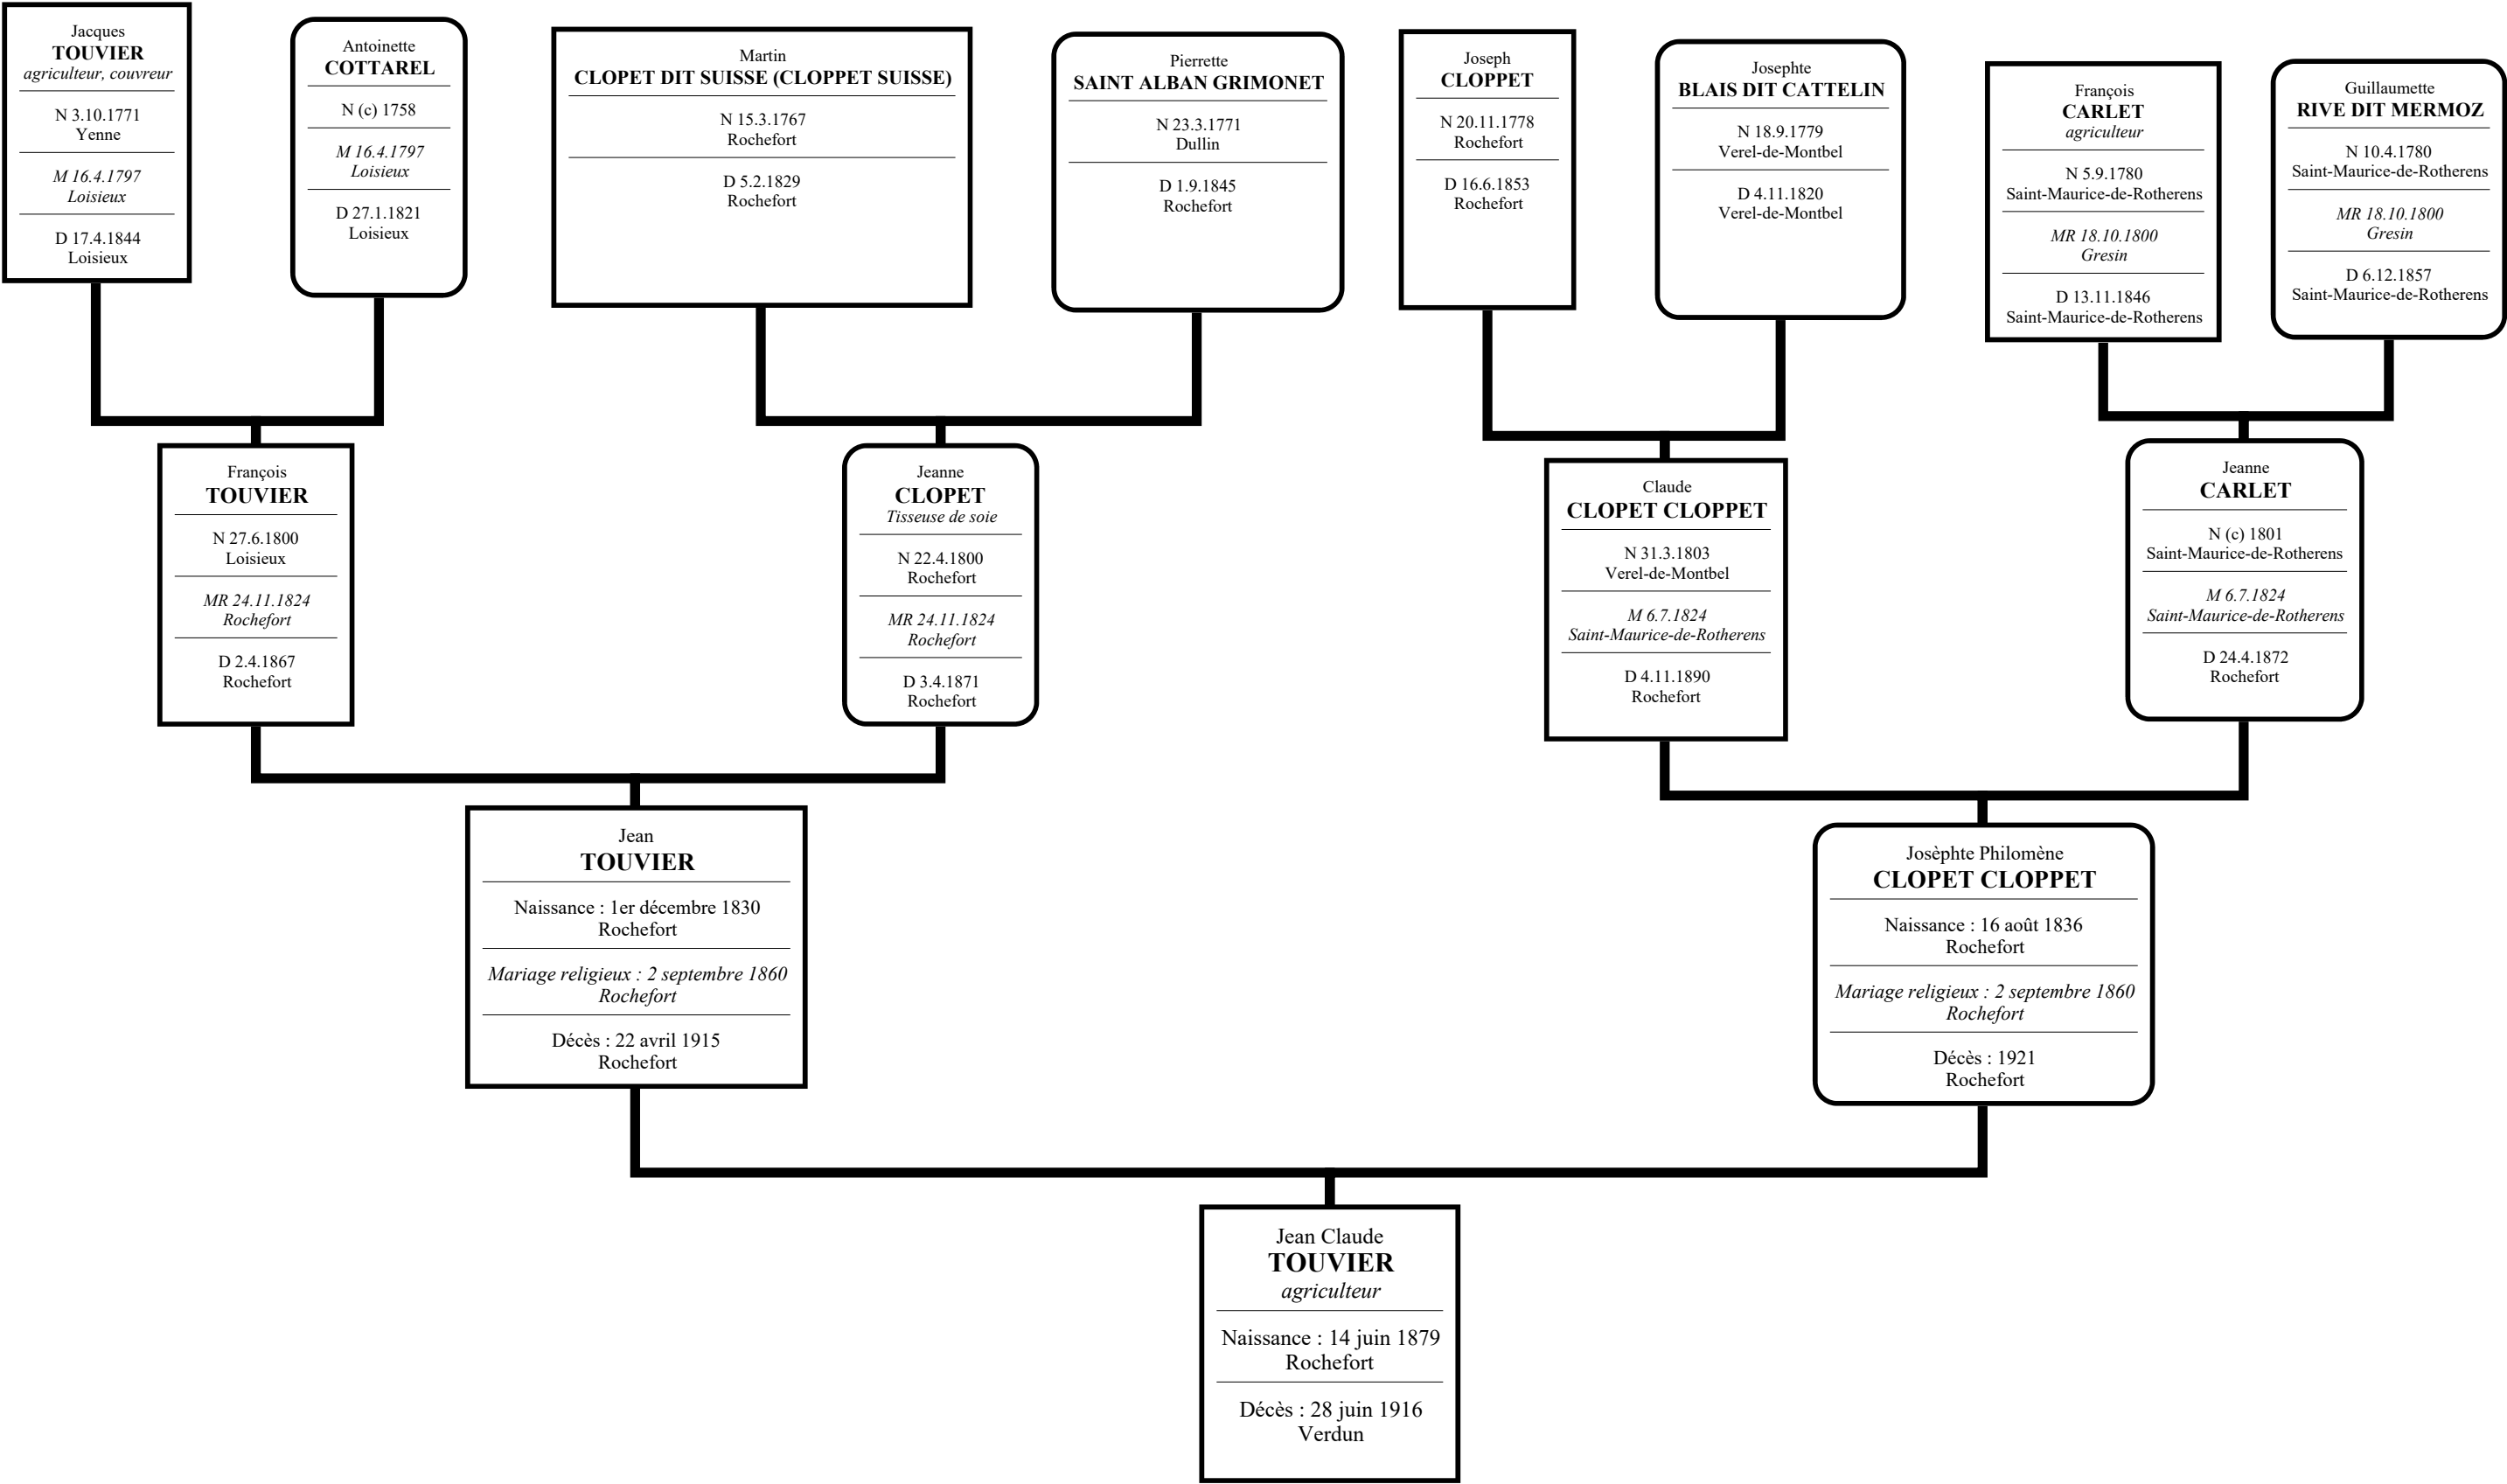 Jacques
TOUVIER
agriculteur, couvreur
N 3.10.1771
Yenne
M 16.4.1797
Loisieux
D 17.4.1844
Loisieux
Antoinette
COTTAREL
N (c) 1758
M 16.4.1797
Loisieux
D 27.1.1821
Loisieux
Martin
CLOPET DIT SUISSE (CLOPPET SUISSE)
N 15.3.1767
Rochefort
D 5.2.1829
Rochefort
Pierrette
SAINT ALBAN GRIMONET
N 23.3.1771
Dullin
D 1.9.1845
Rochefort
Joseph
CLOPPET
N 20.11.1778
Rochefort
D 16.6.1853
Rochefort
Josephte
BLAIS DIT CATTELIN
N 18.9.1779
Verel-de-Montbel
D 4.11.1820
Verel-de-Montbel
François
CARLET
agriculteur
N 5.9.1780
Saint-Maurice-de-Rotherens
MR 18.10.1800
Gresin
D 13.11.1846
Saint-Maurice-de-Rotherens
Guillaumette
RIVE DIT MERMOZ
N 10.4.1780
Saint-Maurice-de-Rotherens
MR 18.10.1800
Gresin
D 6.12.1857
Saint-Maurice-de-Rotherens
François
TOUVIER
N 27.6.1800
Loisieux
MR 24.11.1824
Rochefort
D 2.4.1867
Rochefort
Jeanne
CLOPET
Tisseuse de soie
N 22.4.1800
Rochefort
MR 24.11.1824
Rochefort
D 3.4.1871
Rochefort
Claude
CLOPET CLOPPET
N 31.3.1803
Verel-de-Montbel
M 6.7.1824
Saint-Maurice-de-Rotherens
D 4.11.1890
Rochefort
Jeanne
CARLET
N (c) 1801
Saint-Maurice-de-Rotherens
M 6.7.1824
Saint-Maurice-de-Rotherens
D 24.4.1872
Rochefort
Jean
TOUVIER
Naissance : 1er décembre 1830
Rochefort
Mariage religieux : 2 septembre 1860
Rochefort
Décès : 22 avril 1915
Rochefort
Josèphte Philomène
CLOPET CLOPPET
Naissance : 16 août 1836
Rochefort
Mariage religieux : 2 septembre 1860
Rochefort
Décès : 1921
Rochefort
Jean Claude
TOUVIER
agriculteur
Naissance : 14 juin 1879
Rochefort
Décès : 28 juin 1916
Verdun